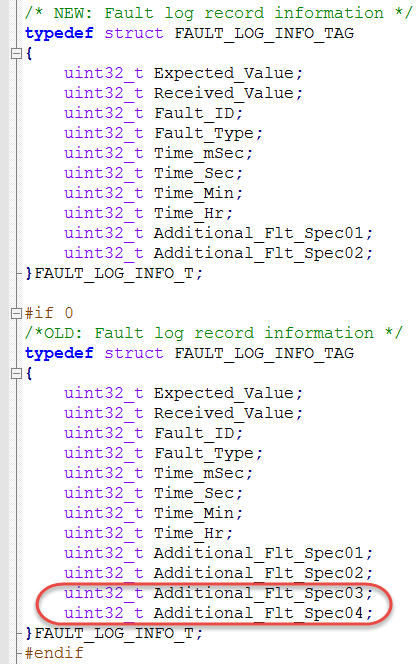 /* NEW: Fault log record information */
typedef struct FAULT_LOG_INFO_TAG
{
uint32_t Expected_Value;
uint32_t Received_Value;
uint32_t Fault_ID;
uint32_t Fault_Type;
uint32_t Time_mSec;
uint32_t Time_Sec;
uint32_t Time_Min;
uint32_t Time_Hr;
uint32_t Additional_Flt_Spec01;
uint32_t Additional_Flt_Spec02;
}FAULT_LOG_INFO_T;
#if 0
/*OLD: Fault log record information */
typedef struct FAULT_LOG_INFO_TAG
{
uint32_t Expected_Value;
uint32_t Received_Value;
uint32_t Fault_ID;
uint32_t Fault_Type;
uint32_t Time_mSec;
uint32_t Time_Sec;
uint32_t Time_Min;
uint32_t Time_Hr;
uint32_t Additional_Flt_Spec01;
uint32_t Additional_Flt_Spec02;
uint32_t Additional_Flt_Spec03;
uint32_t Additional_Flt_Spec04;
}FAULT_LOG_INFO_T;
#endif